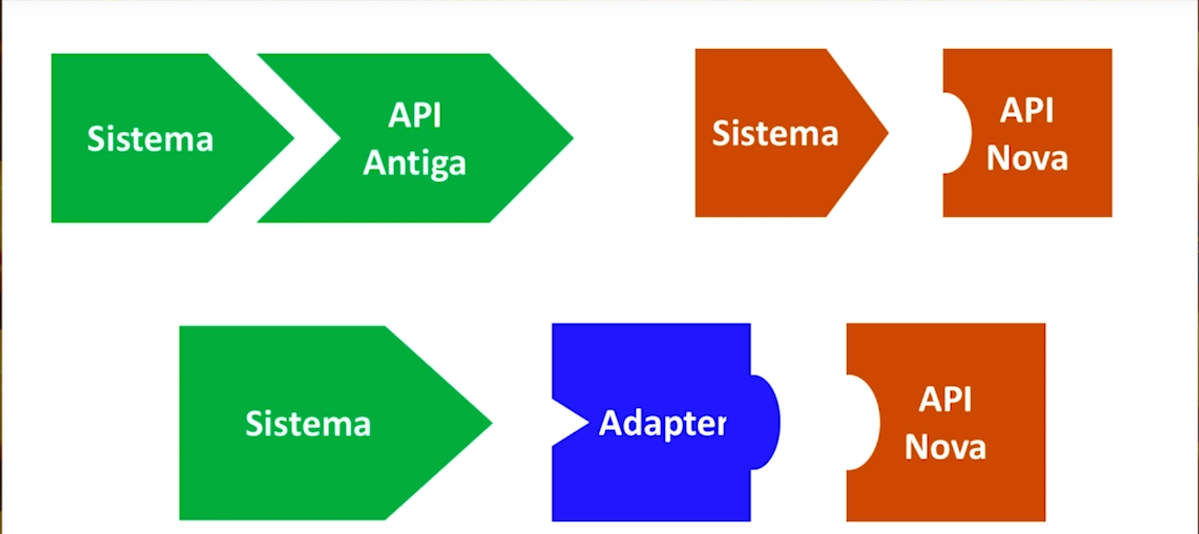 Sistema
API
Antiga
Sistema
API
Nova
Sistema
Adapter
API
Nova